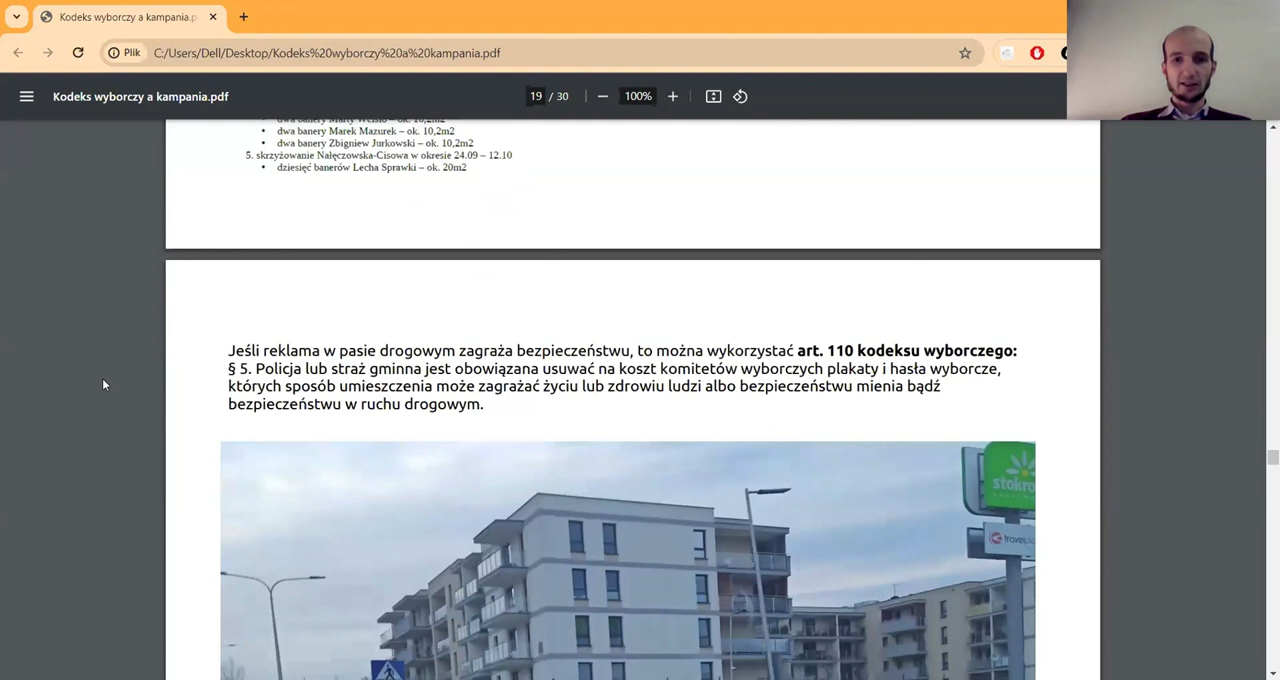 Kodeks wyborczy a kampania.p
Plik
C:/Users/Dell/Desktop/Kodeks%20wyborczy%20a%20kampania.pdf
Kodeks wyborczy a kampania.pdf
19 / 30
100%
• dwa banery Marek Mazurek – ok. 10,2m2
• dwa banery Zbigniew Jurkowski – ok. 10,2m2
5. skrzyżowanie Nałęczowska-Cisowa w okresie 24.09 – 12.10
• dziesięć banerów Lecha Sprawki – ok. 20m2
Jeśli reklama w pasie drogowym zagraża bezpieczeństwu, to można wykorzystać art. 110 kodeksu wyborczego:
§ 5. Policja lub straż gminna jest obowiązana usuwać na koszt komitetów wyborczych plakaty i hasła wyborcze,
których sposób umieszczenia może zagrażać życiu lub zdrowiu ludzi albo bezpieczeństwu mienia bądź
bezpieczeństwu w ruchu drogowym.
stokro
travelpl